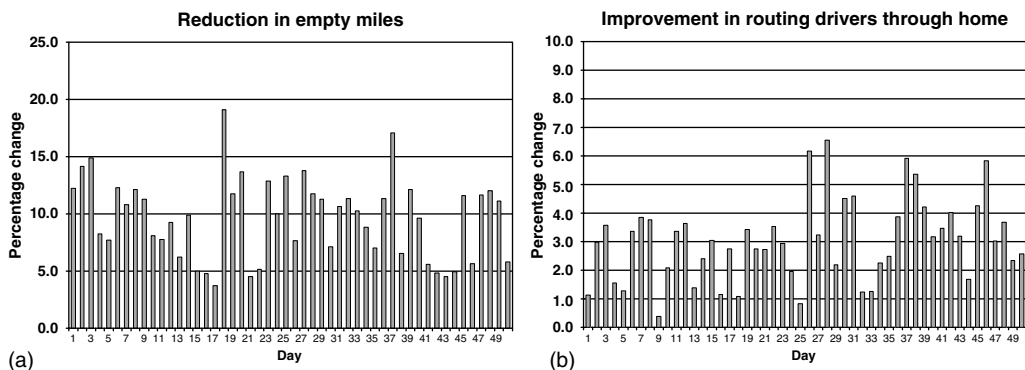 Reduction in empty miles
25.0
20.0
15.0
10.0
5.0
0.0
Percentage change
1 3 5 7 9 11 13 15 17 19 21 23 25 27 29 31 33 35 37 39 41 43 45 47 49
Day
(a)
Improvement in routing drivers through home
10.0
9.0
8.0
7.0
6.0
5.0
4.0
3.0
2.0
1.0
0.0
Percentage change
1 3 5 7 9 11 13 15 17 19 21 23 25 27 29 31 33 35 37 39 41 43 45 47 49
Day
(b)